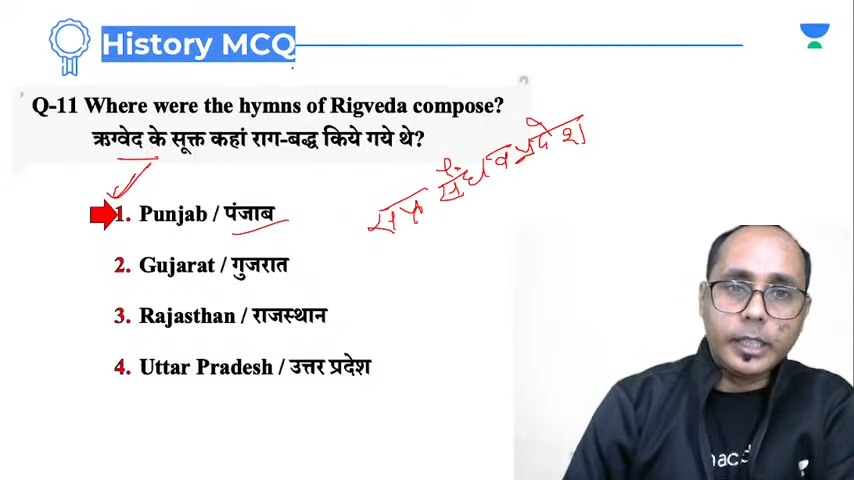 History MCQ
Q-11 Where were the hymns of Rigveda compose?
ऋग्वेद के सूक्त कहां राग-बद्ध किये गये थे?
सप्त सैंधव प्रदेश
1. Punjab / पंजाब
2. Gujarat / गुजरात
3. Rajasthan / राजस्थान
4. Uttar Pradesh / उत्तर प्रदेश